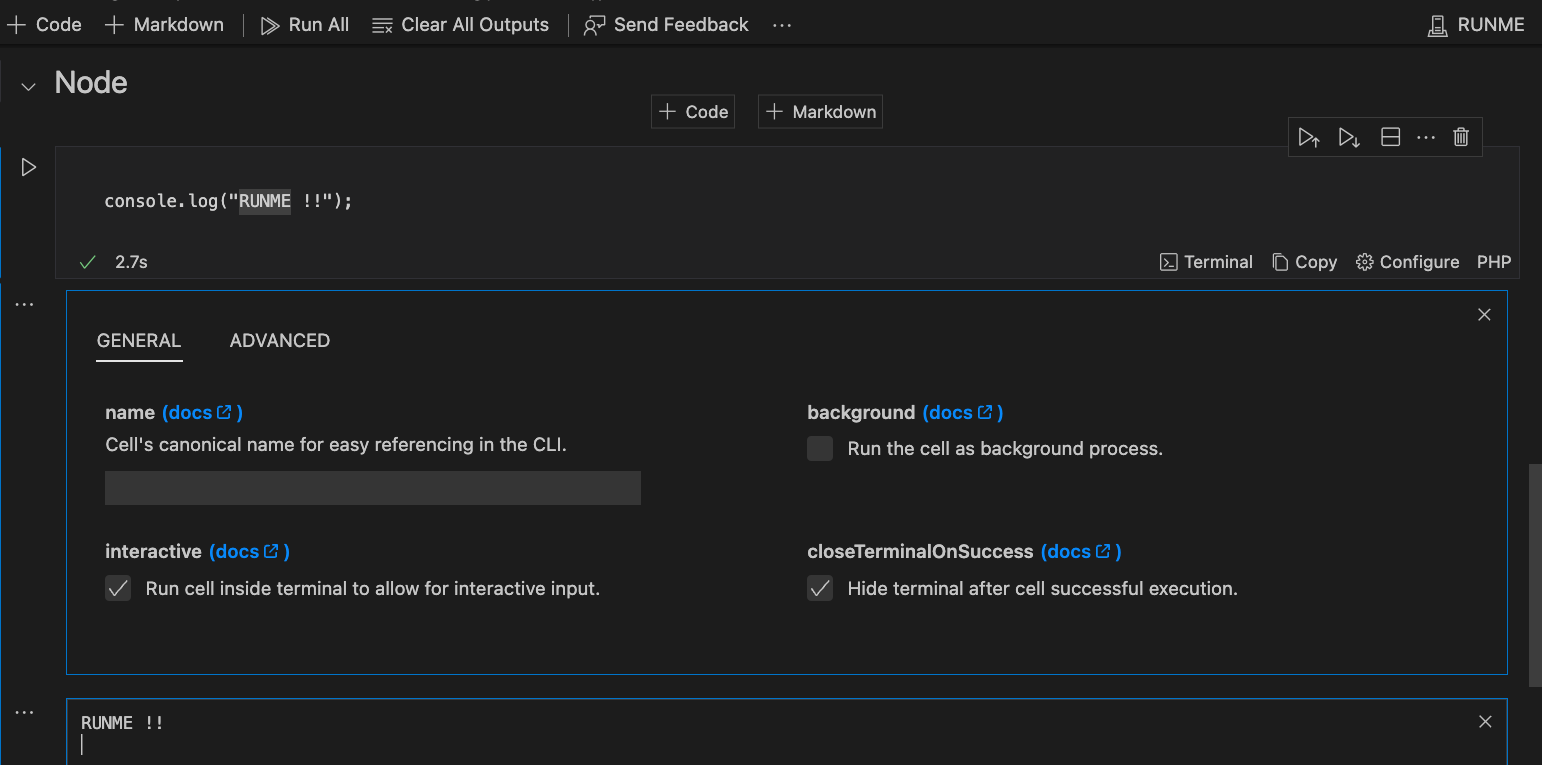 Code Markdown Run All Clear All Outputs Send Feedback ... RUNME
Node
Code Markdown
console.log("RUNME !!");
2.7s Terminal Copy Configure PHP
GENERAL ADVANCED
name (docs)
Cell's canonical name for easy referencing in the CLI.
background (docs)
Run the cell as background process.
interactive (docs)
Run cell inside terminal to allow for interactive input.
closeTerminalOnSuccess (docs)
Hide terminal after cell successful execution.
RUNME !!